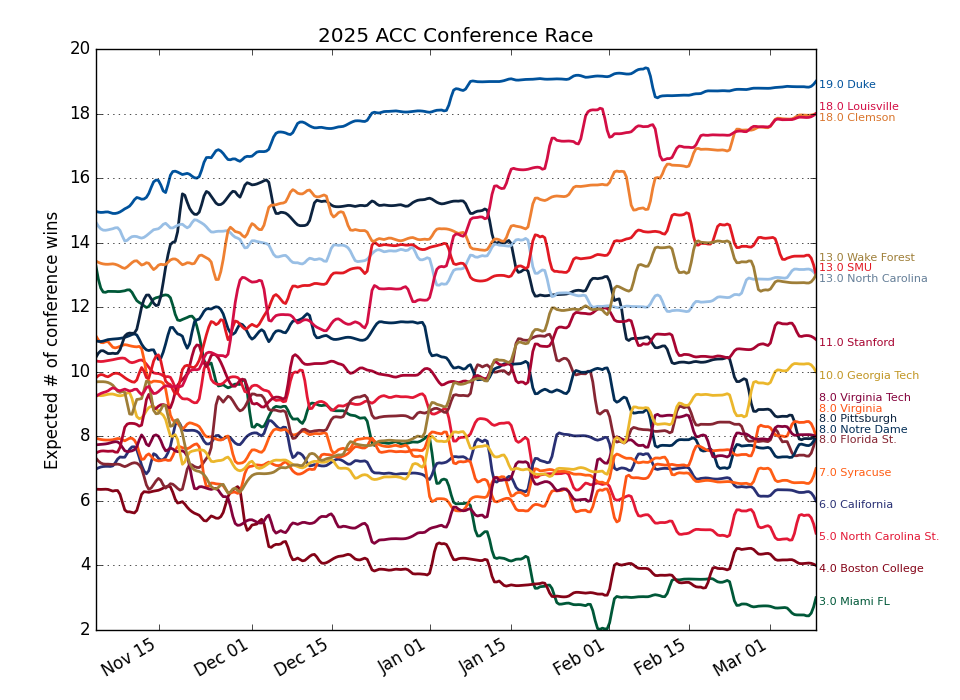 2025 ACC Conference Race
Expected # of conference wins
20
18
16
14
12
10
8
6
4
2
Nov 15
Dec 01
Dec 15
Jan 01
Jan 15
Feb 01
Feb 15
Mar 01
19.0 Duke
18.0 Louisville
18.0 Clemson
13.0 Wake Forest
13.0 SMU
13.0 North Carolina
11.0 Stanford
10.0 Georgia Tech
8.0 Virginia Tech
8.0 Virginia
8.0 Pittsburgh
8.0 Notre Dame
8.0 Florida St.
7.0 Syracuse
6.0 California
5.0 North Carolina St.
4.0 Boston College
3.0 Miami FL